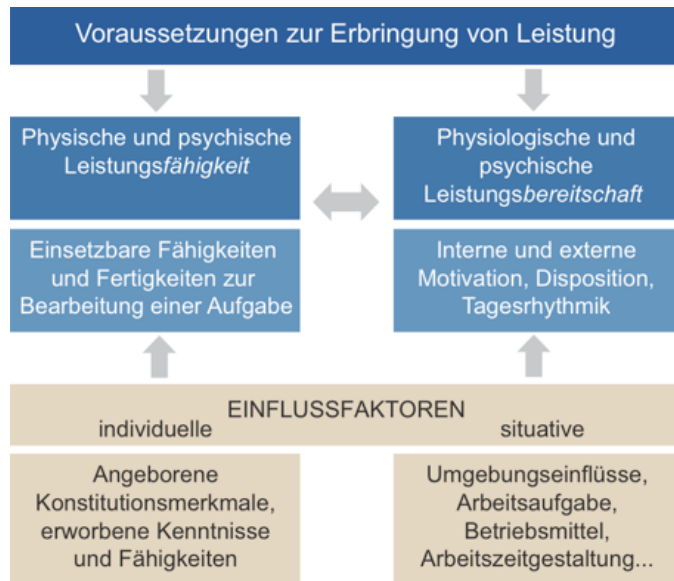 Voraussetzungen zur Erbringung von Leistung
Physische und psychische
Leistungsfähigkeit
Einsetzbare Fähigkeiten
und Fertigkeiten zur
Bearbeitung einer Aufgabe
Physiologische und
psychische
Leistungsbereitschaft
Interne und externe
Motivation, Disposition,
Tagesrhythmik
EINFLUSSFAKTOREN
individuelle
situative
Angeborene
Konstitutionsmerkmale,
erworbene Kenntnisse
und Fähigkeiten
Umgebungseinflüsse,
Arbeitsaufgabe,
Betriebsmittel,
Arbeitszeitgestaltung...